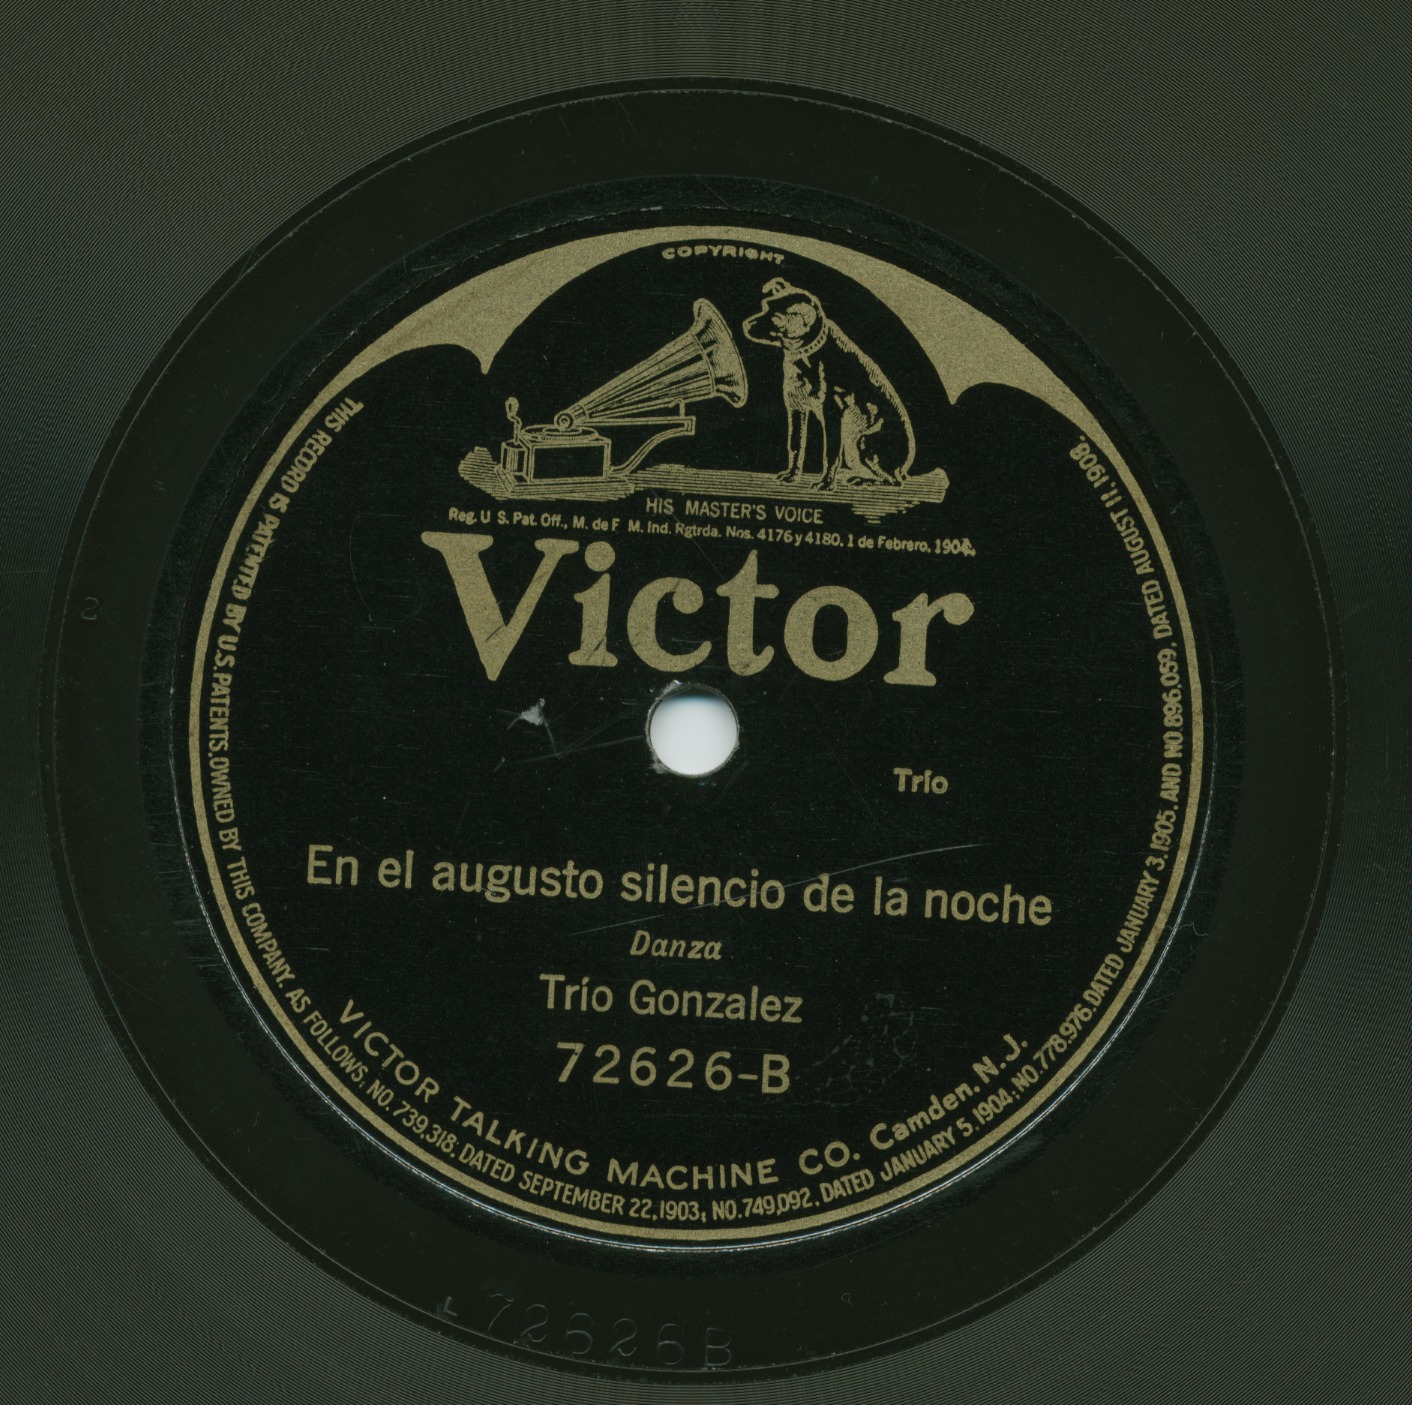 COPYRIGHT
HIS MASTER'S VOICE
Reg. U S. Pat. Off., M. de F M. Ind. Rgtrda. Nos. 4176 y 4180. 1 de Febrero.
Victor
Trío
En el augusto silencio de la noche
Danza
Trío Gonzalez
72626-B
VICTOR TALKING MACHINE CO. Camden. N. J.
THIS RECORD IS PATENTED BY U.S. PATENTS. OWNED BY THIS COMPANY. AS FOLLOWS: NO. 739,318. DATED SEPTEMBER 22, 1903; NO. 749,092. DATED JANUARY 5, 1904; NO. 778,976. DATED JANUARY 3, 1905. AND NO 896,059. DATED AUGUST 11, 1908.
2
L 72626B